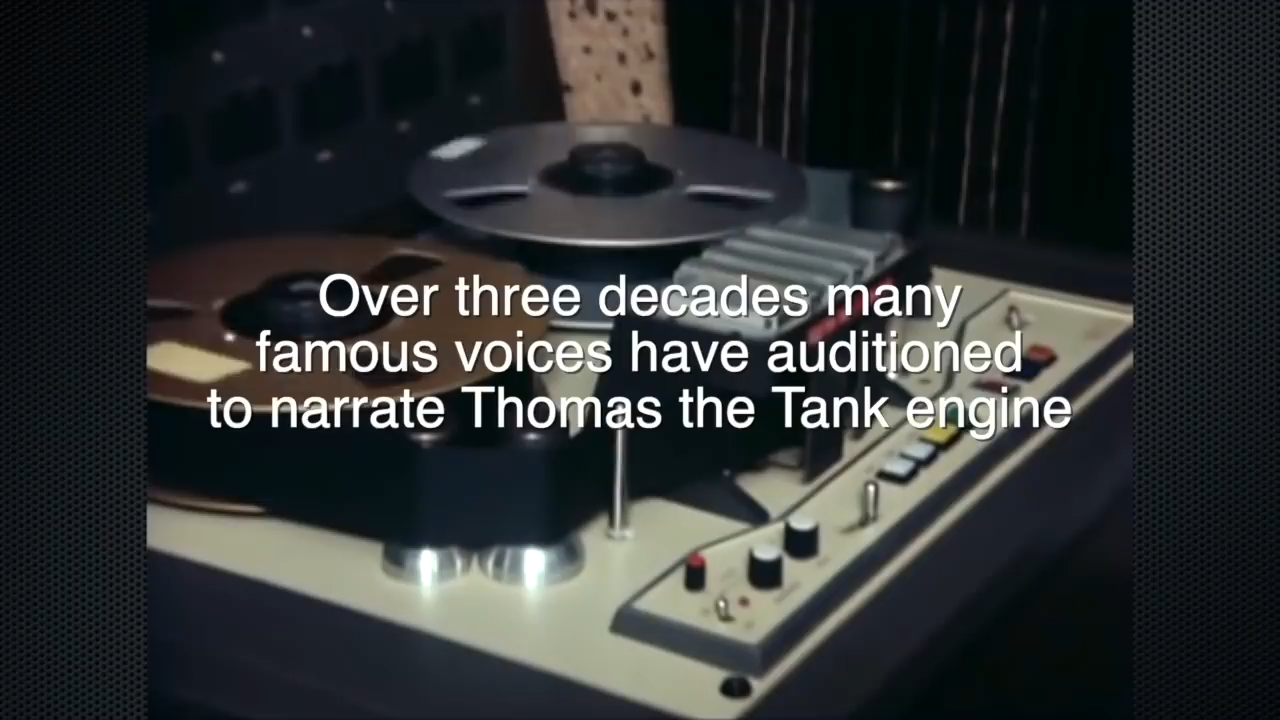 Over three decades many
famous voices have auditioned
to narrate Thomas the Tank engine